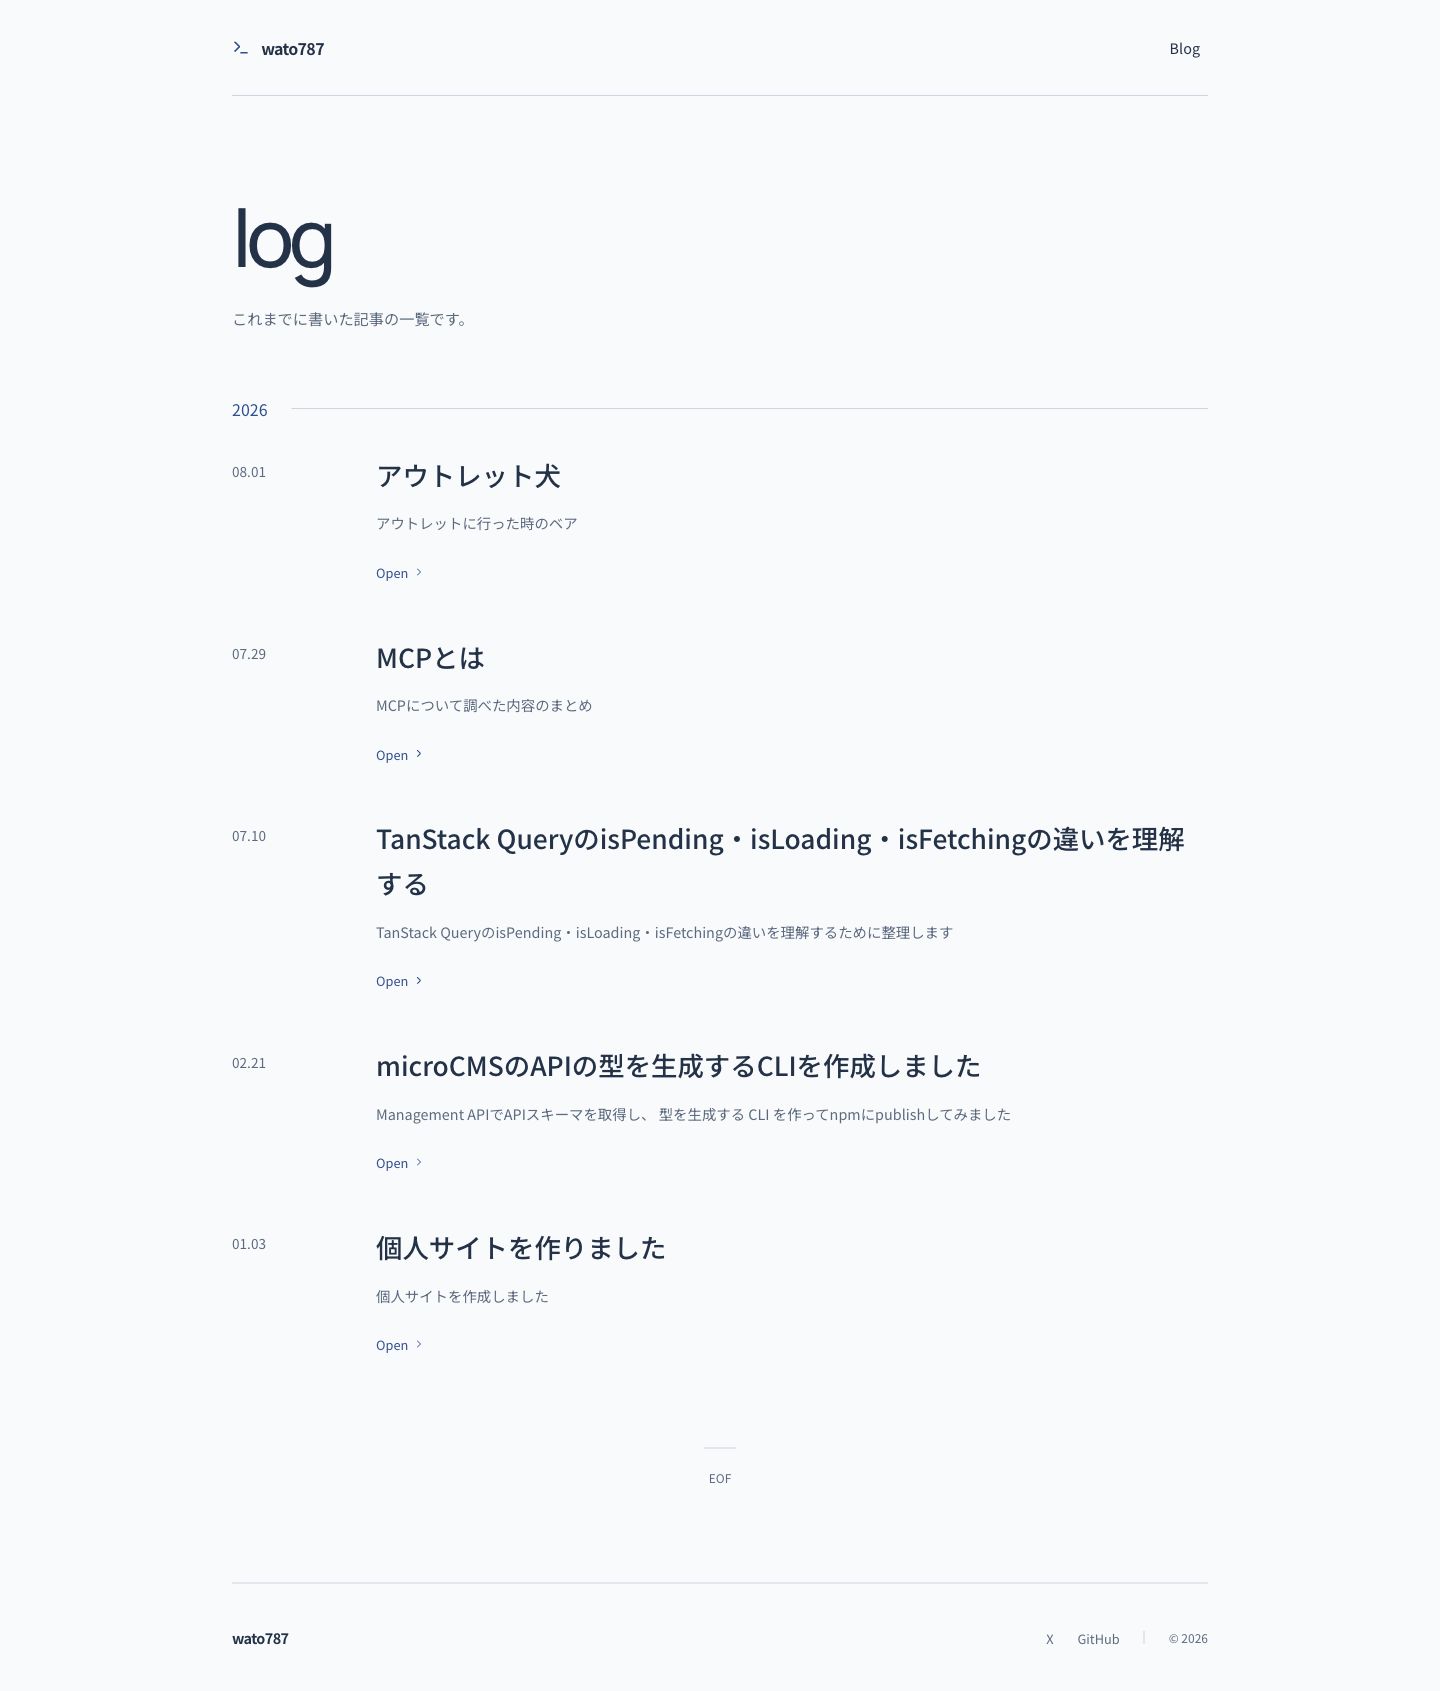 wato787
Blog
log
これまでに書いた記事の一覧です。
2026
08.01
アウトレット犬
アウトレットに行った時のベア
Open
07.29
MCPとは
MCPについて調べた内容のまとめ
Open
07.10
TanStack QueryのisPending・isLoading・isFetchingの違いを理解
する
TanStack QueryのisPending・isLoading・isFetchingの違いを理解するために整理します
Open
02.21
microCMSのAPIの型を生成するCLIを作成しました
Management APIでAPIスキーマを取得し、 型を生成する CLI を作ってnpmにpublishしてみました
Open
01.03
個人サイトを作りました
個人サイトを作成しました
Open
EOF
wato787
X GitHub © 2026